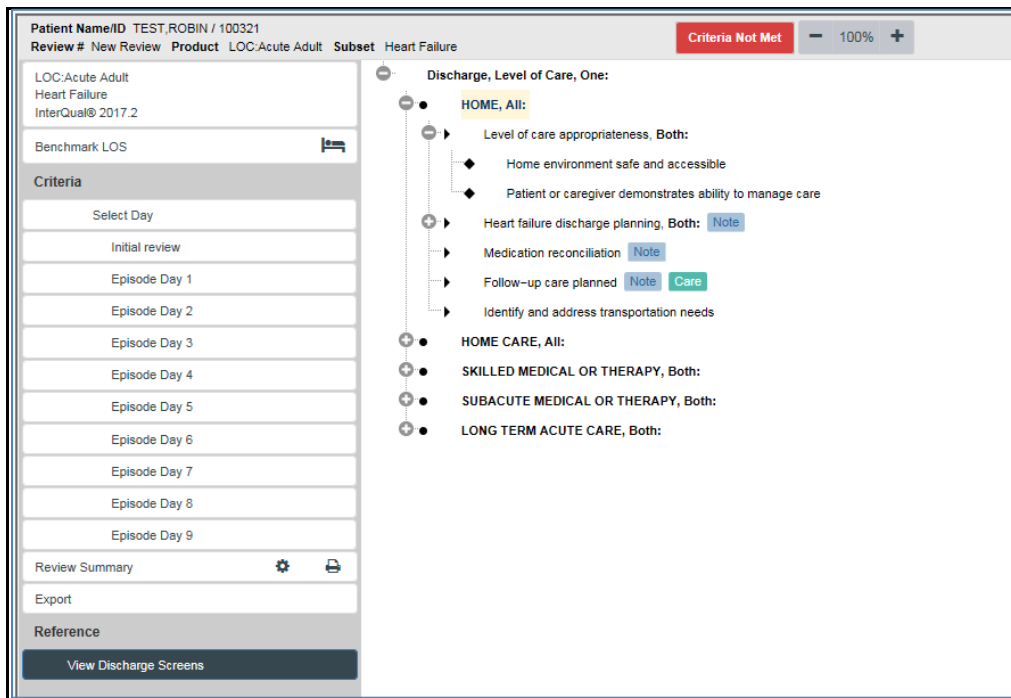 Patient Name/ID TEST,ROBIN / 100321
Review # New Review Product LOC:Acute Adult Subset Heart Failure
Criteria Not Met
100%
LOC:Acute Adult
Heart Failure
InterQual® 2017.2
Benchmark LOS
Criteria
Select Day
Initial review
Episode Day 1
Episode Day 2
Episode Day 3
Episode Day 4
Episode Day 5
Episode Day 6
Episode Day 7
Episode Day 8
Episode Day 9
Review Summary
Export
Reference
View Discharge Screens
Discharge, Level of Care, One:
HOME, All:
Level of care appropriateness, Both:
Home environment safe and accessible
Patient or caregiver demonstrates ability to manage care
Heart failure discharge planning, Both: Note
Medication reconciliation Note
Follow-up care planned Note Care
Identify and address transportation needs
HOME CARE, All:
SKILLED MEDICAL OR THERAPY, Both:
SUBACUTE MEDICAL OR THERAPY, Both:
LONG TERM ACUTE CARE, Both: